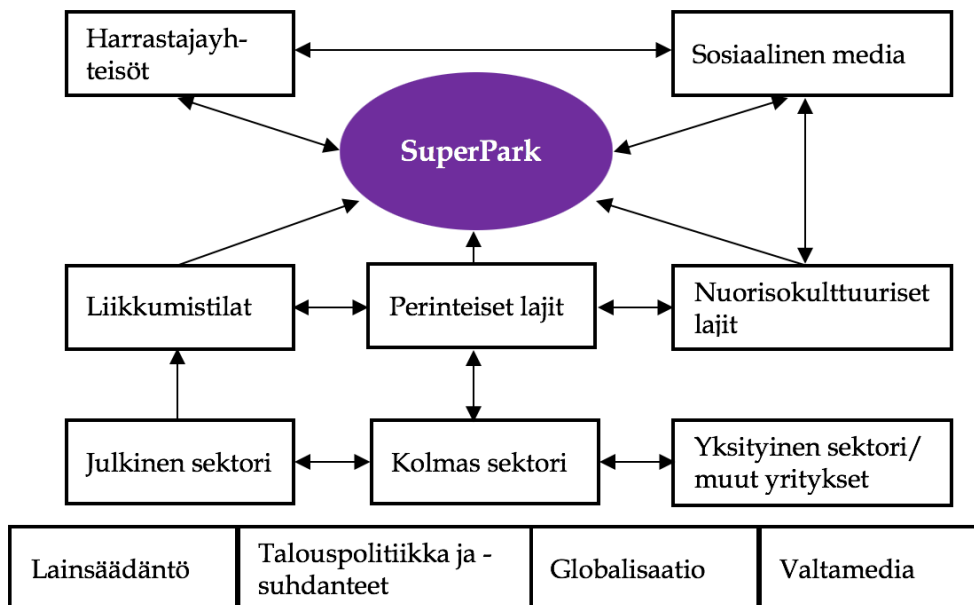 Harrastajayh-
teisöt
Sosiaalinen media
SuperPark
Liikkumistilat
Perinteiset lajit
Nuorisokulttuuriset
lajit
Julkinen sektori
Kolmas sektori
Yksityinen sektori/
muut yritykset
Lainsäädäntö
Talouspolitiikka ja -
suhdanteet
Globalisaatio
Valtamedia